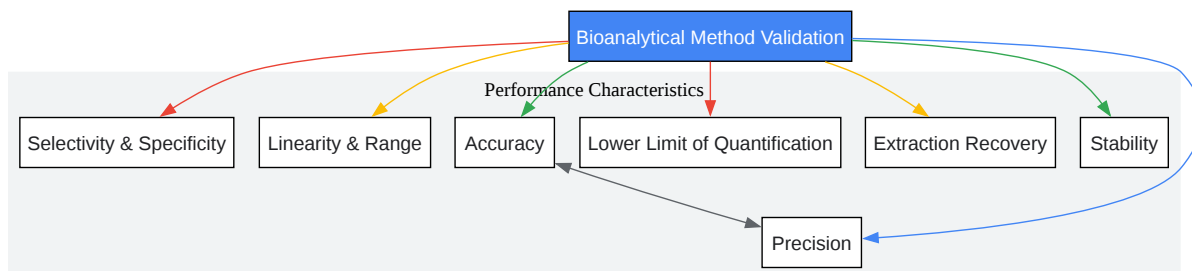 Bioanalytical Method Validation
Performance Characteristics
Selectivity & Specificity
Linearity & Range
Accuracy
Lower Limit of Quantification
Extraction Recovery
Stability
Precision